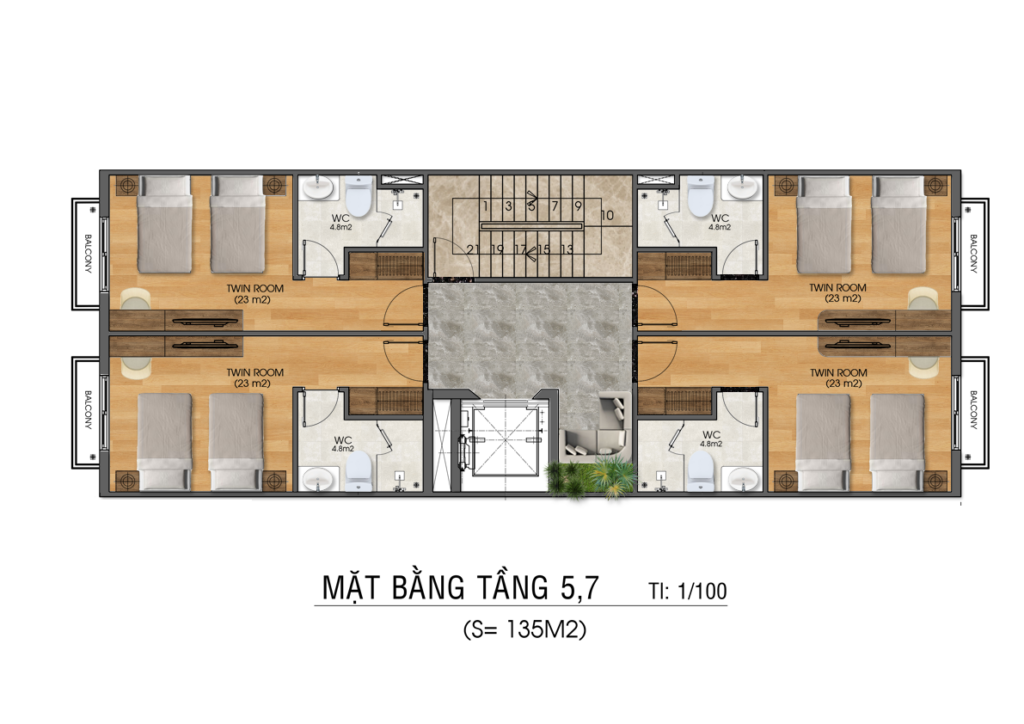 WC
4.8m2
1 3 5 7 9
10
21 19 17 15 13
WC
4.8m2
BALCONY
TWIN ROOM
(23 m2)
TWIN ROOM
(23 m2)
BALCONY
BALCONY
TWIN ROOM
(23 m2)
TWIN ROOM
(23 m2)
BALCONY
WC
4.8m2
WC
4.8m2
MẶT BẰNG TẦNG 5,7 Tl: 1/100
(S= 135M2)